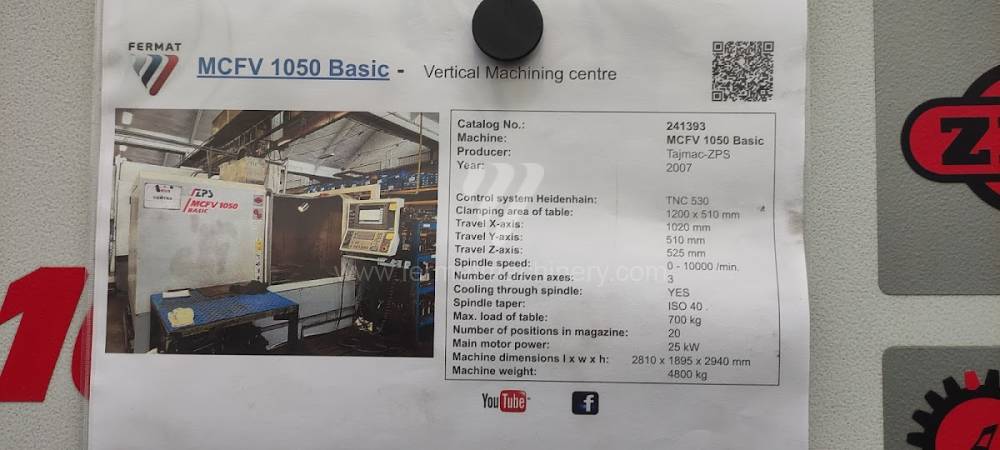 FERMAT
MCFV 1050 Basic - Vertical Machining centre
ZPS
MCFV 1050
BASIC
Catalog No.: 241393
Machine: MCFV 1050 Basic
Producer: Tajmac-ZPS
Year: 2007
Control system Heidenhain: TNC 530
Clamping area of table: 1200 x 510 mm
Travel X-axis: 1020 mm
Travel Y-axis: 510 mm
Travel Z-axis: 525 mm
Spindle speed: 0 - 10000 /min.
Number of driven axes: 3
Cooling through spindle: YES
Spindle taper: ISO 40
Max. load of table: 700 kg
Number of positions in magazine: 20
Main motor power: 25 kW
Machine dimensions l x w x h: 2810 x 1895 x 2940 mm
Machine weight: 4800 kg
www.fermatmachinery.com
YouTube
f
10